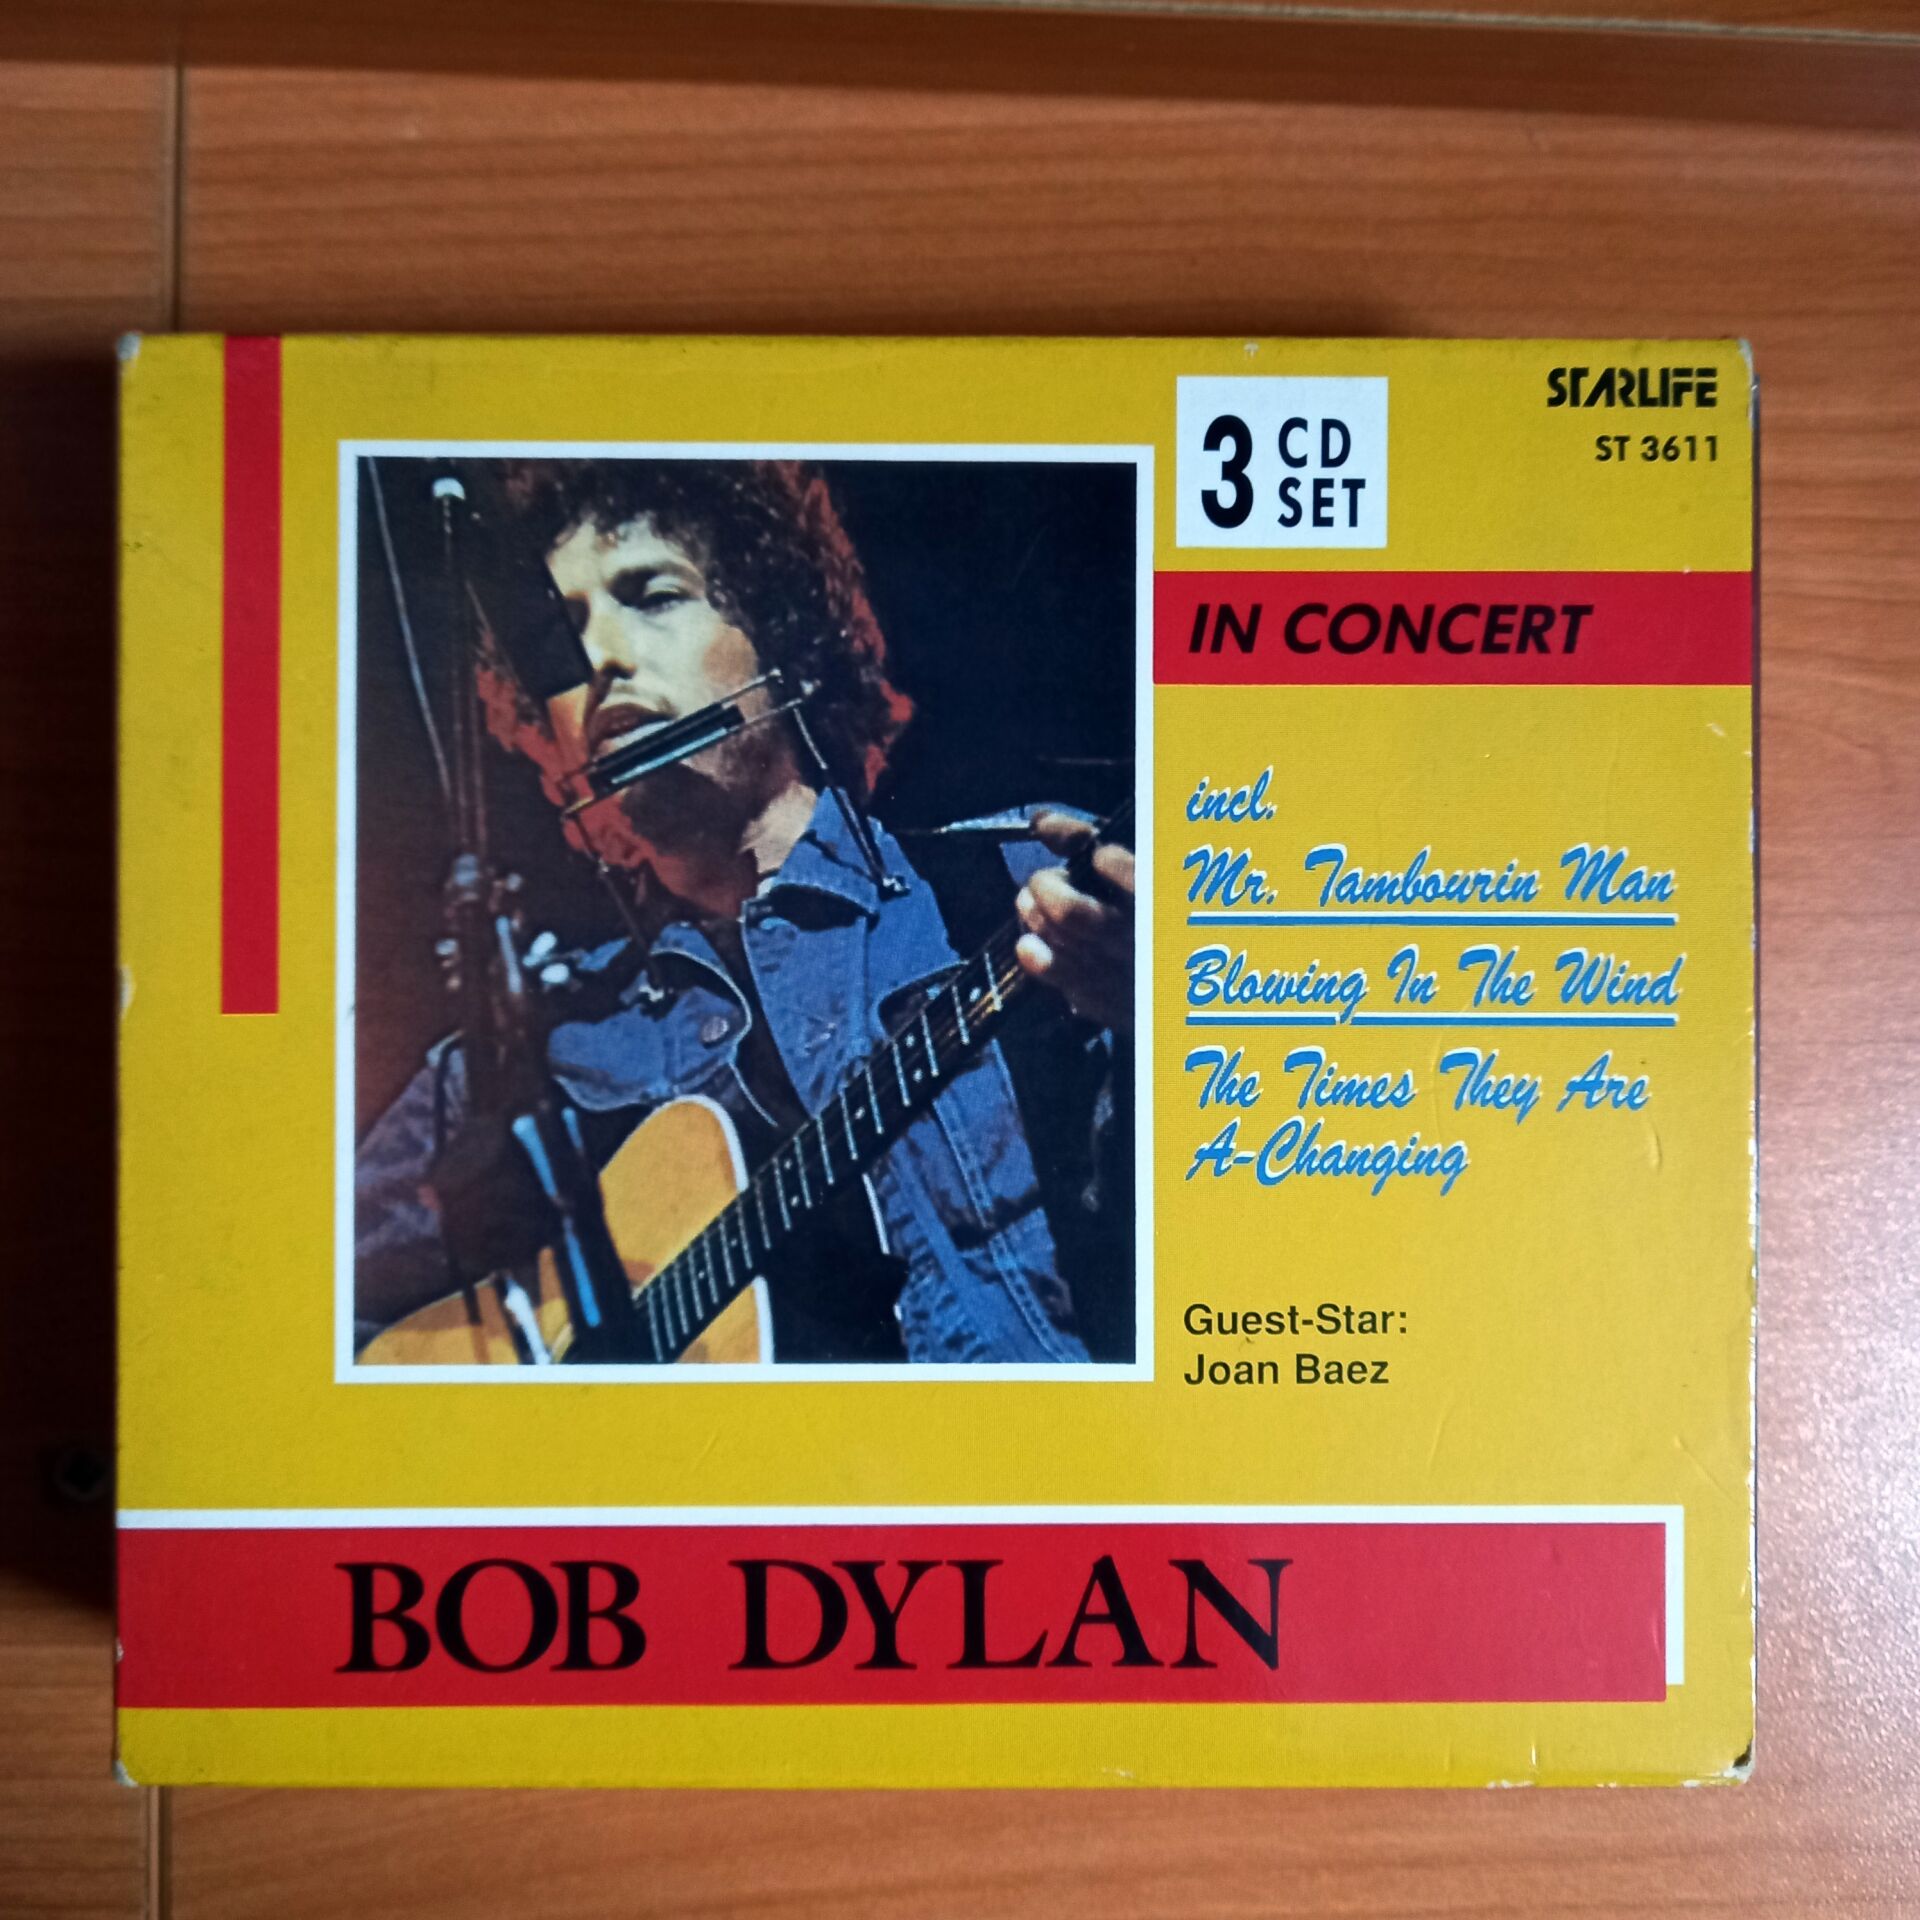 STARLIFE
ST 3611
3 CD
SET
IN CONCERT
incl.
Mr. Tambourin Man
Blowing In The Wind
The Times They Are
A-Changing
Guest-Star:
Joan Baez
BOB DYLAN